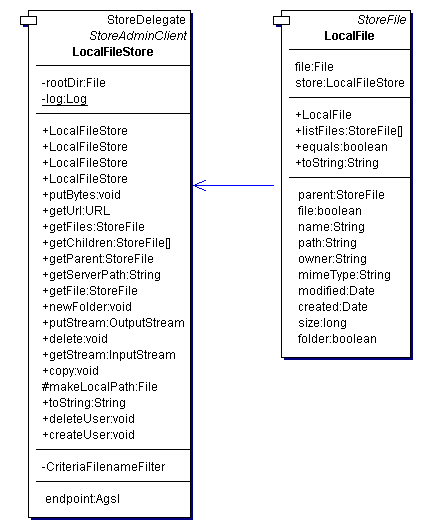 StoreDelegate
StoreAdminClient
LocalFileStore
-rootDir:File
-log:Log
+LocalFileStore
+LocalFileStore
+LocalFileStore
+LocalFileStore
+putBytes:void
+getUrl:URL
+getFiles:StoreFile
+getChildren:StoreFile[]
+getParent:StoreFile
+getServerPath:String
+getFile:StoreFile
+newFolder:void
+putStream:OutputStream
+delete:void
+getStream:InputStream
+copy:void
#makeLocalPath:File
+toString:String
+deleteUser:void
+createUser:void
-CriteriaFilenameFilter
endpoint:Agsl
StoreFile
LocalFile
file:File
store:LocalFileStore
+LocalFile
+listFiles:StoreFile[]
+equals:boolean
+toString:String
parent:StoreFile
file:boolean
name:String
path:String
owner:String
mimeType:String
modified:Date
created:Date
size:long
folder:boolean